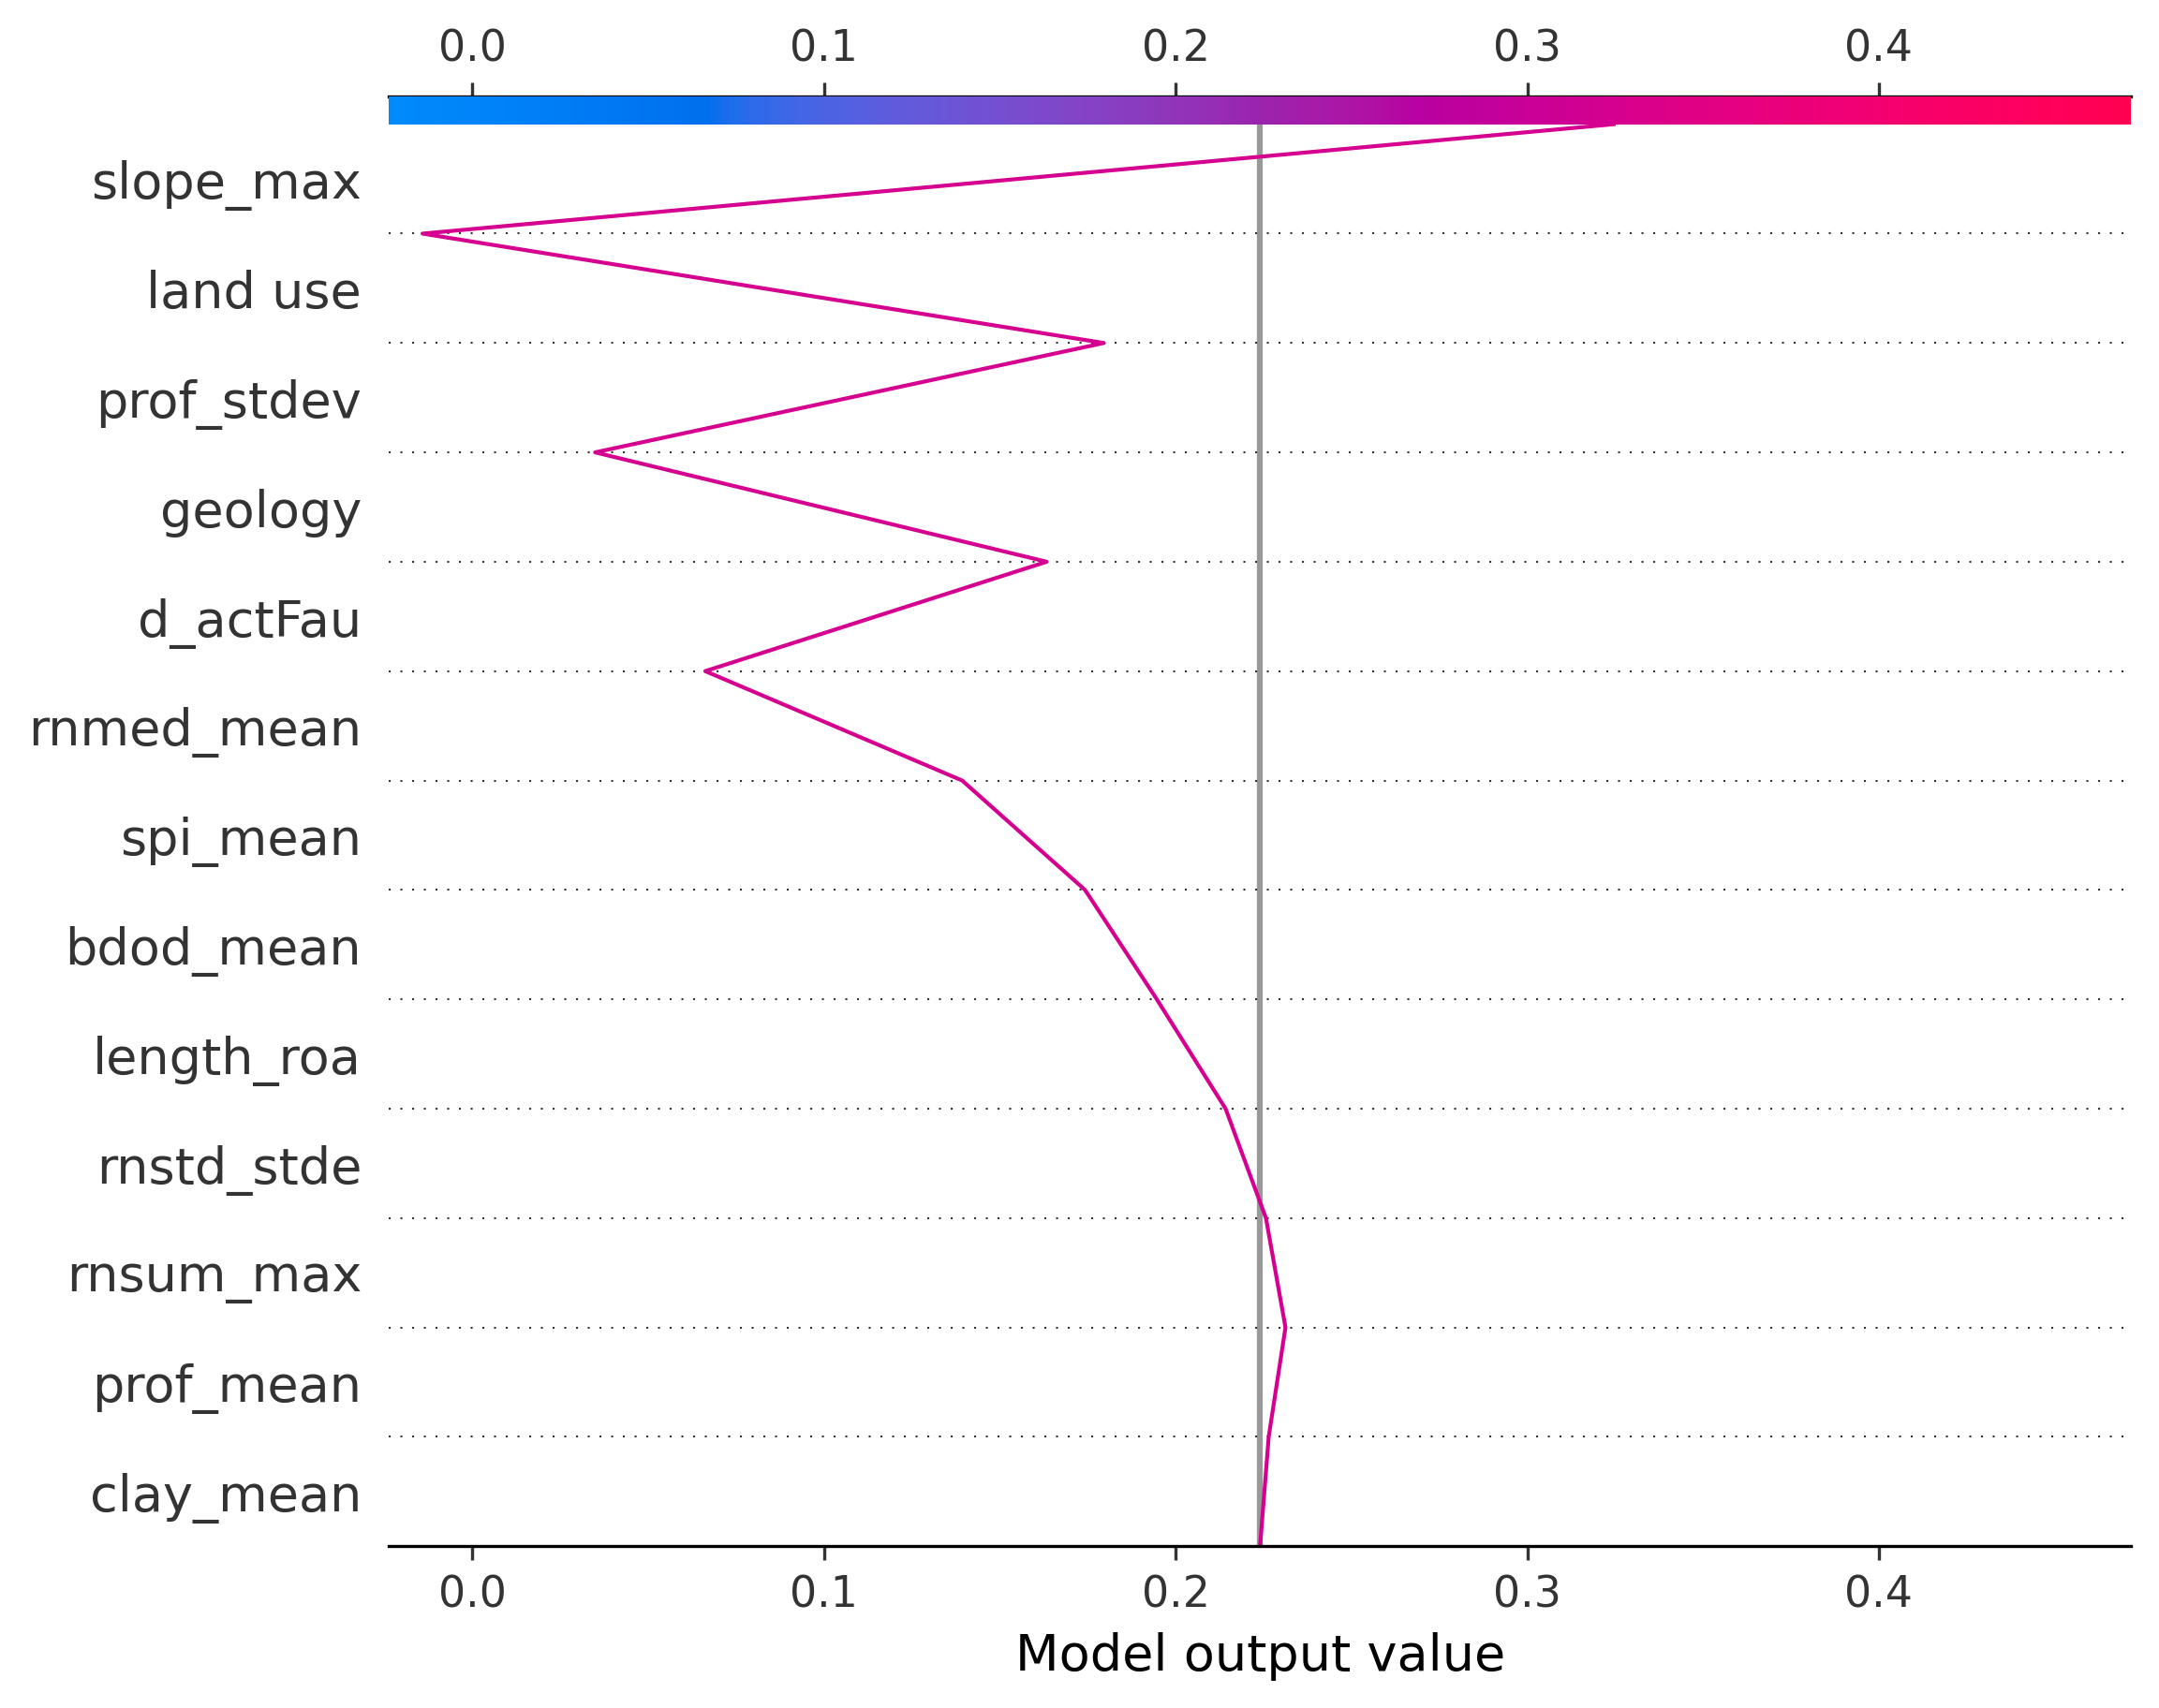 0.0 0.1 0.2 0.3 0.4
slope_max
land use
prof_stdev
geology
d_actFau
rnmed_mean
spi_mean
bdod_mean
length_roa
rnstd_stde
rnsum_max
prof_mean
clay_mean
0.0 0.1 0.2 0.3 0.4
Model output value